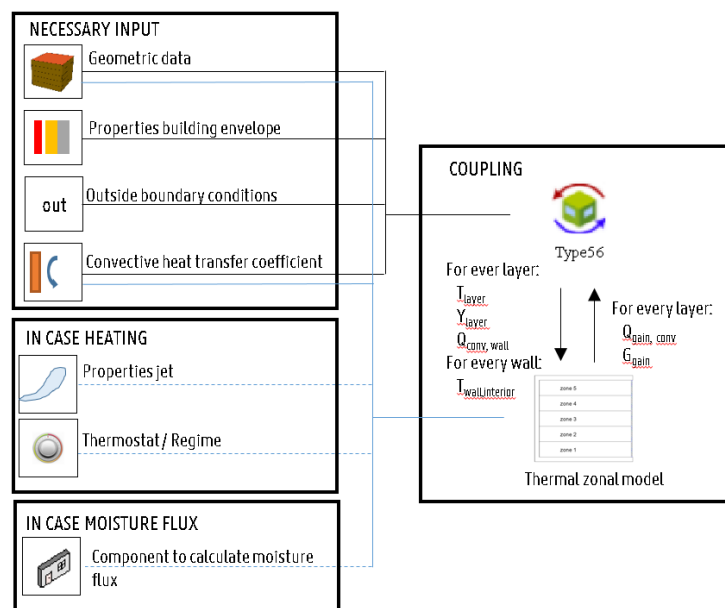 NECESSARY INPUT
Geometric data
Properties building envelope
out
Outside boundary conditions
Convective heat transfer coefficient
IN CASE HEATING
Properties jet
Thermostat / Regime
IN CASE MOISTURE FLUX
Component to calculate moisture
flux
COUPLING
Type56
For ever layer:
Tlayer
Ylayer
Qconv, wall
For every wall:
Twall,interior
For every layer:
Qgain, conv
Ggain
zone 5
zone 4
zone 3
zone 2
zone 1
Thermal zonal model